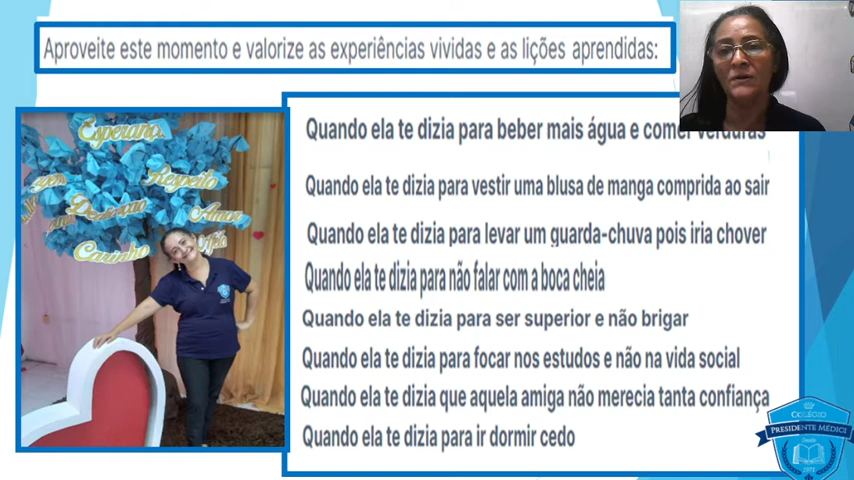 Aproveite este momento e valorize as experiências vividas e as lições aprendidas:
Esperança
Respeito
Dedicação
Amor
Carinho
Quando ela te dizia para beber mais água e comer verduras
Quando ela te dizia para vestir uma blusa de manga comprida ao sair
Quando ela te dizia para levar um guarda-chuva pois iria chover
Quando ela te dizia para não falar com a boca cheia
Quando ela te dizia para ser superior e não brigar
Quando ela te dizia para focar nos estudos e não na vida social
Quando ela te dizia que aquela amiga não merecia tanta confiança
Quando ela te dizia para ir dormir cedo
COLÉGIO
PRESIDENTE MÉDICI